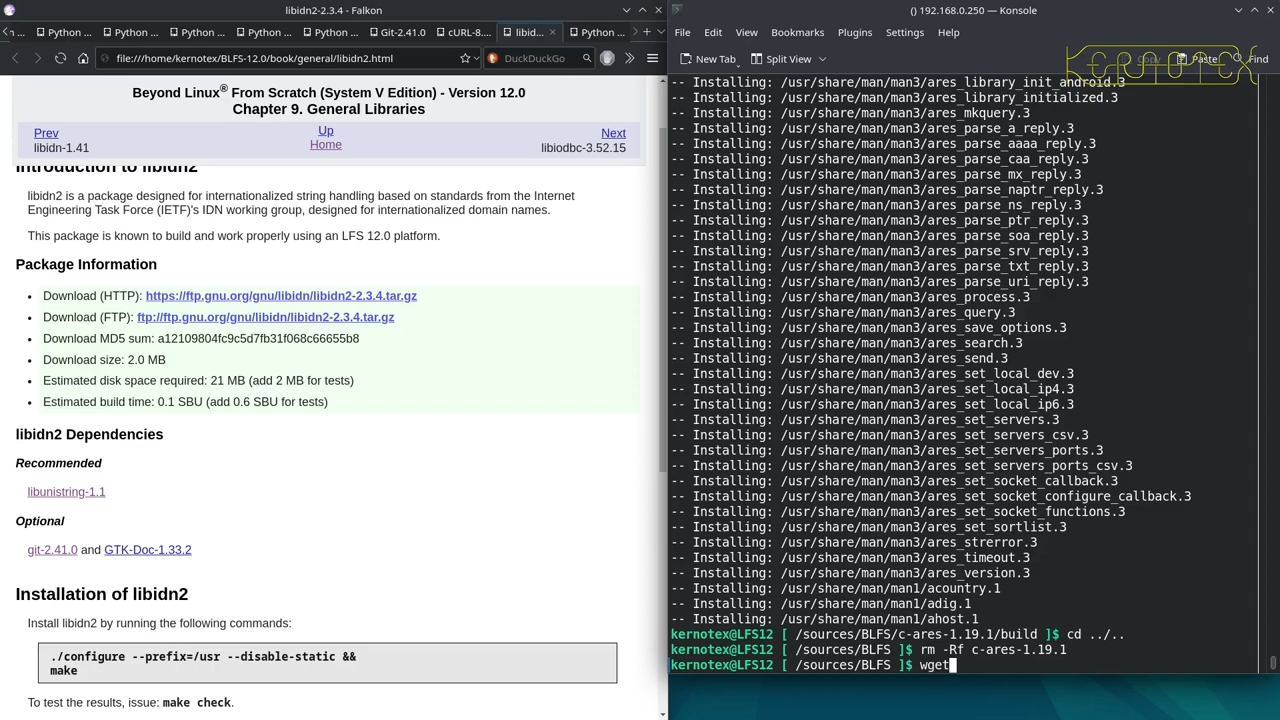 libidn2-2.3.4 - Falkon
n ...
Python ...
Python ...
Python ...
Python ...
Python ...
Git-2.41.0
cURL-8....
libid...
Python ...
file:///home/kernotex/BLFS-12.0/book/general/libidn2.html
DuckDuckGo
Beyond Linux® From Scratch (System V Edition) - Version 12.0
Chapter 9. General Libraries
Prev
Up
Next
libidn-1.41
Home
libiodbc-3.52.15
Introduction to libidn2
libidn2 is a package designed for internationalized string handling based on standards from the Internet
Engineering Task Force (IETF)'s IDN working group, designed for internationalized domain names.
This package is known to build and work properly using an LFS 12.0 platform.
Package Information
Download (HTTP): https://ftp.gnu.org/gnu/libidn/libidn2-2.3.4.tar.gz
Download (FTP): ftp://ftp.gnu.org/gnu/libidn/libidn2-2.3.4.tar.gz
Download MD5 sum: a12109804fc9c5d7fb31f068c66655b8
Download size: 2.0 MB
Estimated disk space required: 21 MB (add 2 MB for tests)
Estimated build time: 0.1 SBU (add 0.6 SBU for tests)
libidn2 Dependencies
Recommended
libunistring-1.1
Optional
git-2.41.0 and GTK-Doc-1.33.2
Installation of libidn2
Install libidn2 by running the following commands:
./configure --prefix=/usr --disable-static &&
make
To test the results, issue: make check.
() 192.168.0.250 — Konsole
File Edit View Bookmarks Plugins Settings Help
New Tab Split View Copy Paste Find
KERNOTEX
-- Installing: /usr/share/man/man3/ares_library_init_android.3
-- Installing: /usr/share/man/man3/ares_library_initialized.3
-- Installing: /usr/share/man/man3/ares_mkquery.3
-- Installing: /usr/share/man/man3/ares_parse_a_reply.3
-- Installing: /usr/share/man/man3/ares_parse_aaaa_reply.3
-- Installing: /usr/share/man/man3/ares_parse_caa_reply.3
-- Installing: /usr/share/man/man3/ares_parse_mx_reply.3
-- Installing: /usr/share/man/man3/ares_parse_naptr_reply.3
-- Installing: /usr/share/man/man3/ares_parse_ns_reply.3
-- Installing: /usr/share/man/man3/ares_parse_ptr_reply.3
-- Installing: /usr/share/man/man3/ares_parse_soa_reply.3
-- Installing: /usr/share/man/man3/ares_parse_srv_reply.3
-- Installing: /usr/share/man/man3/ares_parse_txt_reply.3
-- Installing: /usr/share/man/man3/ares_parse_uri_reply.3
-- Installing: /usr/share/man/man3/ares_process.3
-- Installing: /usr/share/man/man3/ares_query.3
-- Installing: /usr/share/man/man3/ares_save_options.3
-- Installing: /usr/share/man/man3/ares_search.3
-- Installing: /usr/share/man/man3/ares_send.3
-- Installing: /usr/share/man/man3/ares_set_local_dev.3
-- Installing: /usr/share/man/man3/ares_set_local_ip4.3
-- Installing: /usr/share/man/man3/ares_set_local_ip6.3
-- Installing: /usr/share/man/man3/ares_set_servers.3
-- Installing: /usr/share/man/man3/ares_set_servers_csv.3
-- Installing: /usr/share/man/man3/ares_set_servers_ports.3
-- Installing: /usr/share/man/man3/ares_set_servers_ports_csv.3
-- Installing: /usr/share/man/man3/ares_set_socket_callback.3
-- Installing: /usr/share/man/man3/ares_set_socket_configure_callback.3
-- Installing: /usr/share/man/man3/ares_set_socket_functions.3
-- Installing: /usr/share/man/man3/ares_set_sortlist.3
-- Installing: /usr/share/man/man3/ares_strerror.3
-- Installing: /usr/share/man/man3/ares_timeout.3
-- Installing: /usr/share/man/man3/ares_version.3
-- Installing: /usr/share/man/man1/acountry.1
-- Installing: /usr/share/man/man1/adig.1
-- Installing: /usr/share/man/man1/ahost.1
kernotex@LFS12 [ /sources/BLFS/c-ares-1.19.1/build ]$ cd ../..
kernotex@LFS12 [ /sources/BLFS ]$ rm -Rf c-ares-1.19.1
kernotex@LFS12 [ /sources/BLFS ]$ wget